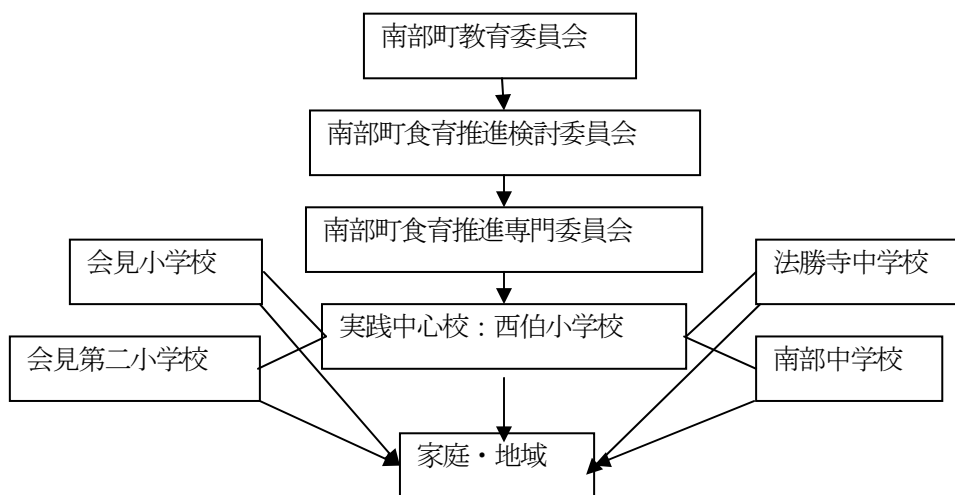 南部町教育委員会
南部町食育推進検討委員会
南部町食育推進専門委員会
会見小学校
法勝寺中学校
実践中心校：西伯小学校
会見第二小学校
南部中学校
家庭・地域